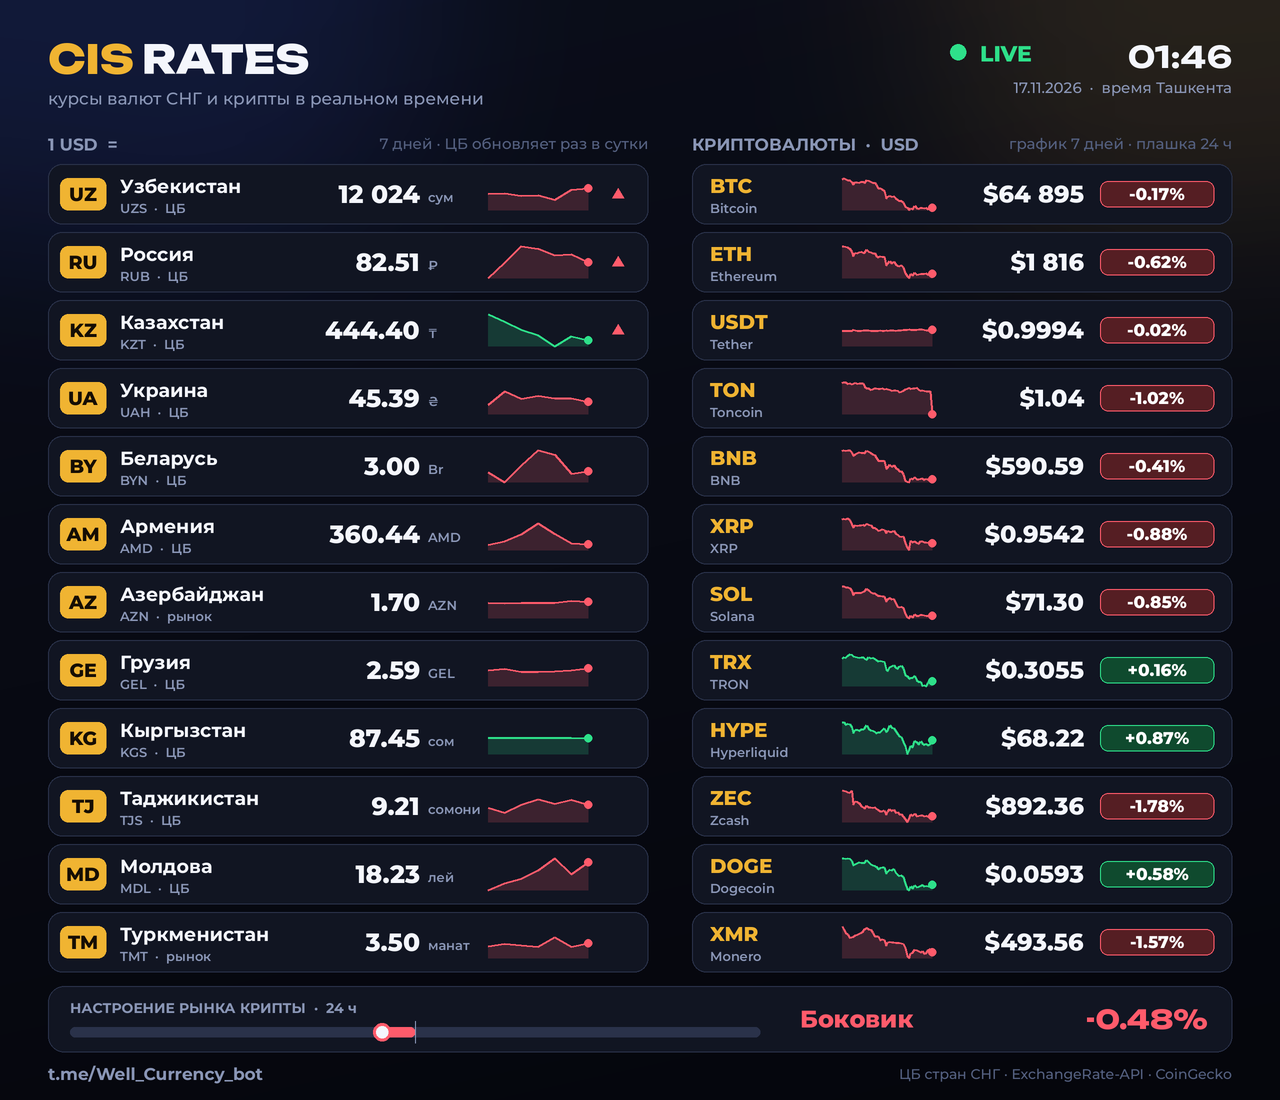 CIS RATES
курсы валют СНГ и крипты в реальном времени
LIVE
01:46
17.11.2026 · время Ташкента
1 USD =
7 дней · ЦБ обновляет раз в сутки
UZ Узбекистан 12 024 сум
UZS · ЦБ
RU Россия 82.51 ₽
RUB · ЦБ
KZ Казахстан 444.40 ₸
KZT · ЦБ
UA Украина 45.39 ₴
UAH · ЦБ
BY Беларусь 3.00 Br
BYN · ЦБ
AM Армения 360.44 AMD
AMD · ЦБ
AZ Азербайджан 1.70 AZN
AZN · рынок
GE Грузия 2.59 GEL
GEL · ЦБ
KG Кыргызстан 87.45 сом
KGS · ЦБ
TJ Таджикистан 9.21 сомони
TJS · ЦБ
MD Молдова 18.23 лей
MDL · ЦБ
TM Туркменистан 3.50 манат
TMT · рынок
КРИПТОВАЛЮТЫ · USD
график 7 дней · плашка 24 ч
BTC $64 895 -0.17%
Bitcoin
ETH $1 816 -0.62%
Ethereum
USDT $0.9994 -0.02%
Tether
TON $1.04 -1.02%
Toncoin
BNB $590.59 -0.41%
BNB
XRP $0.9542 -0.88%
XRP
SOL $71.30 -0.85%
Solana
TRX $0.3055 +0.16%
TRON
HYPE $68.22 +0.87%
Hyperliquid
ZEC $892.36 -1.78%
Zcash
DOGE $0.0593 +0.58%
Dogecoin
XMR $493.56 -1.57%
Monero
НАСТРОЕНИЕ РЫНКА КРИПТЫ · 24 ч
Боковик -0.48%
t.me/Well_Currency_bot
ЦБ стран СНГ · ExchangeRate-API · CoinGecko